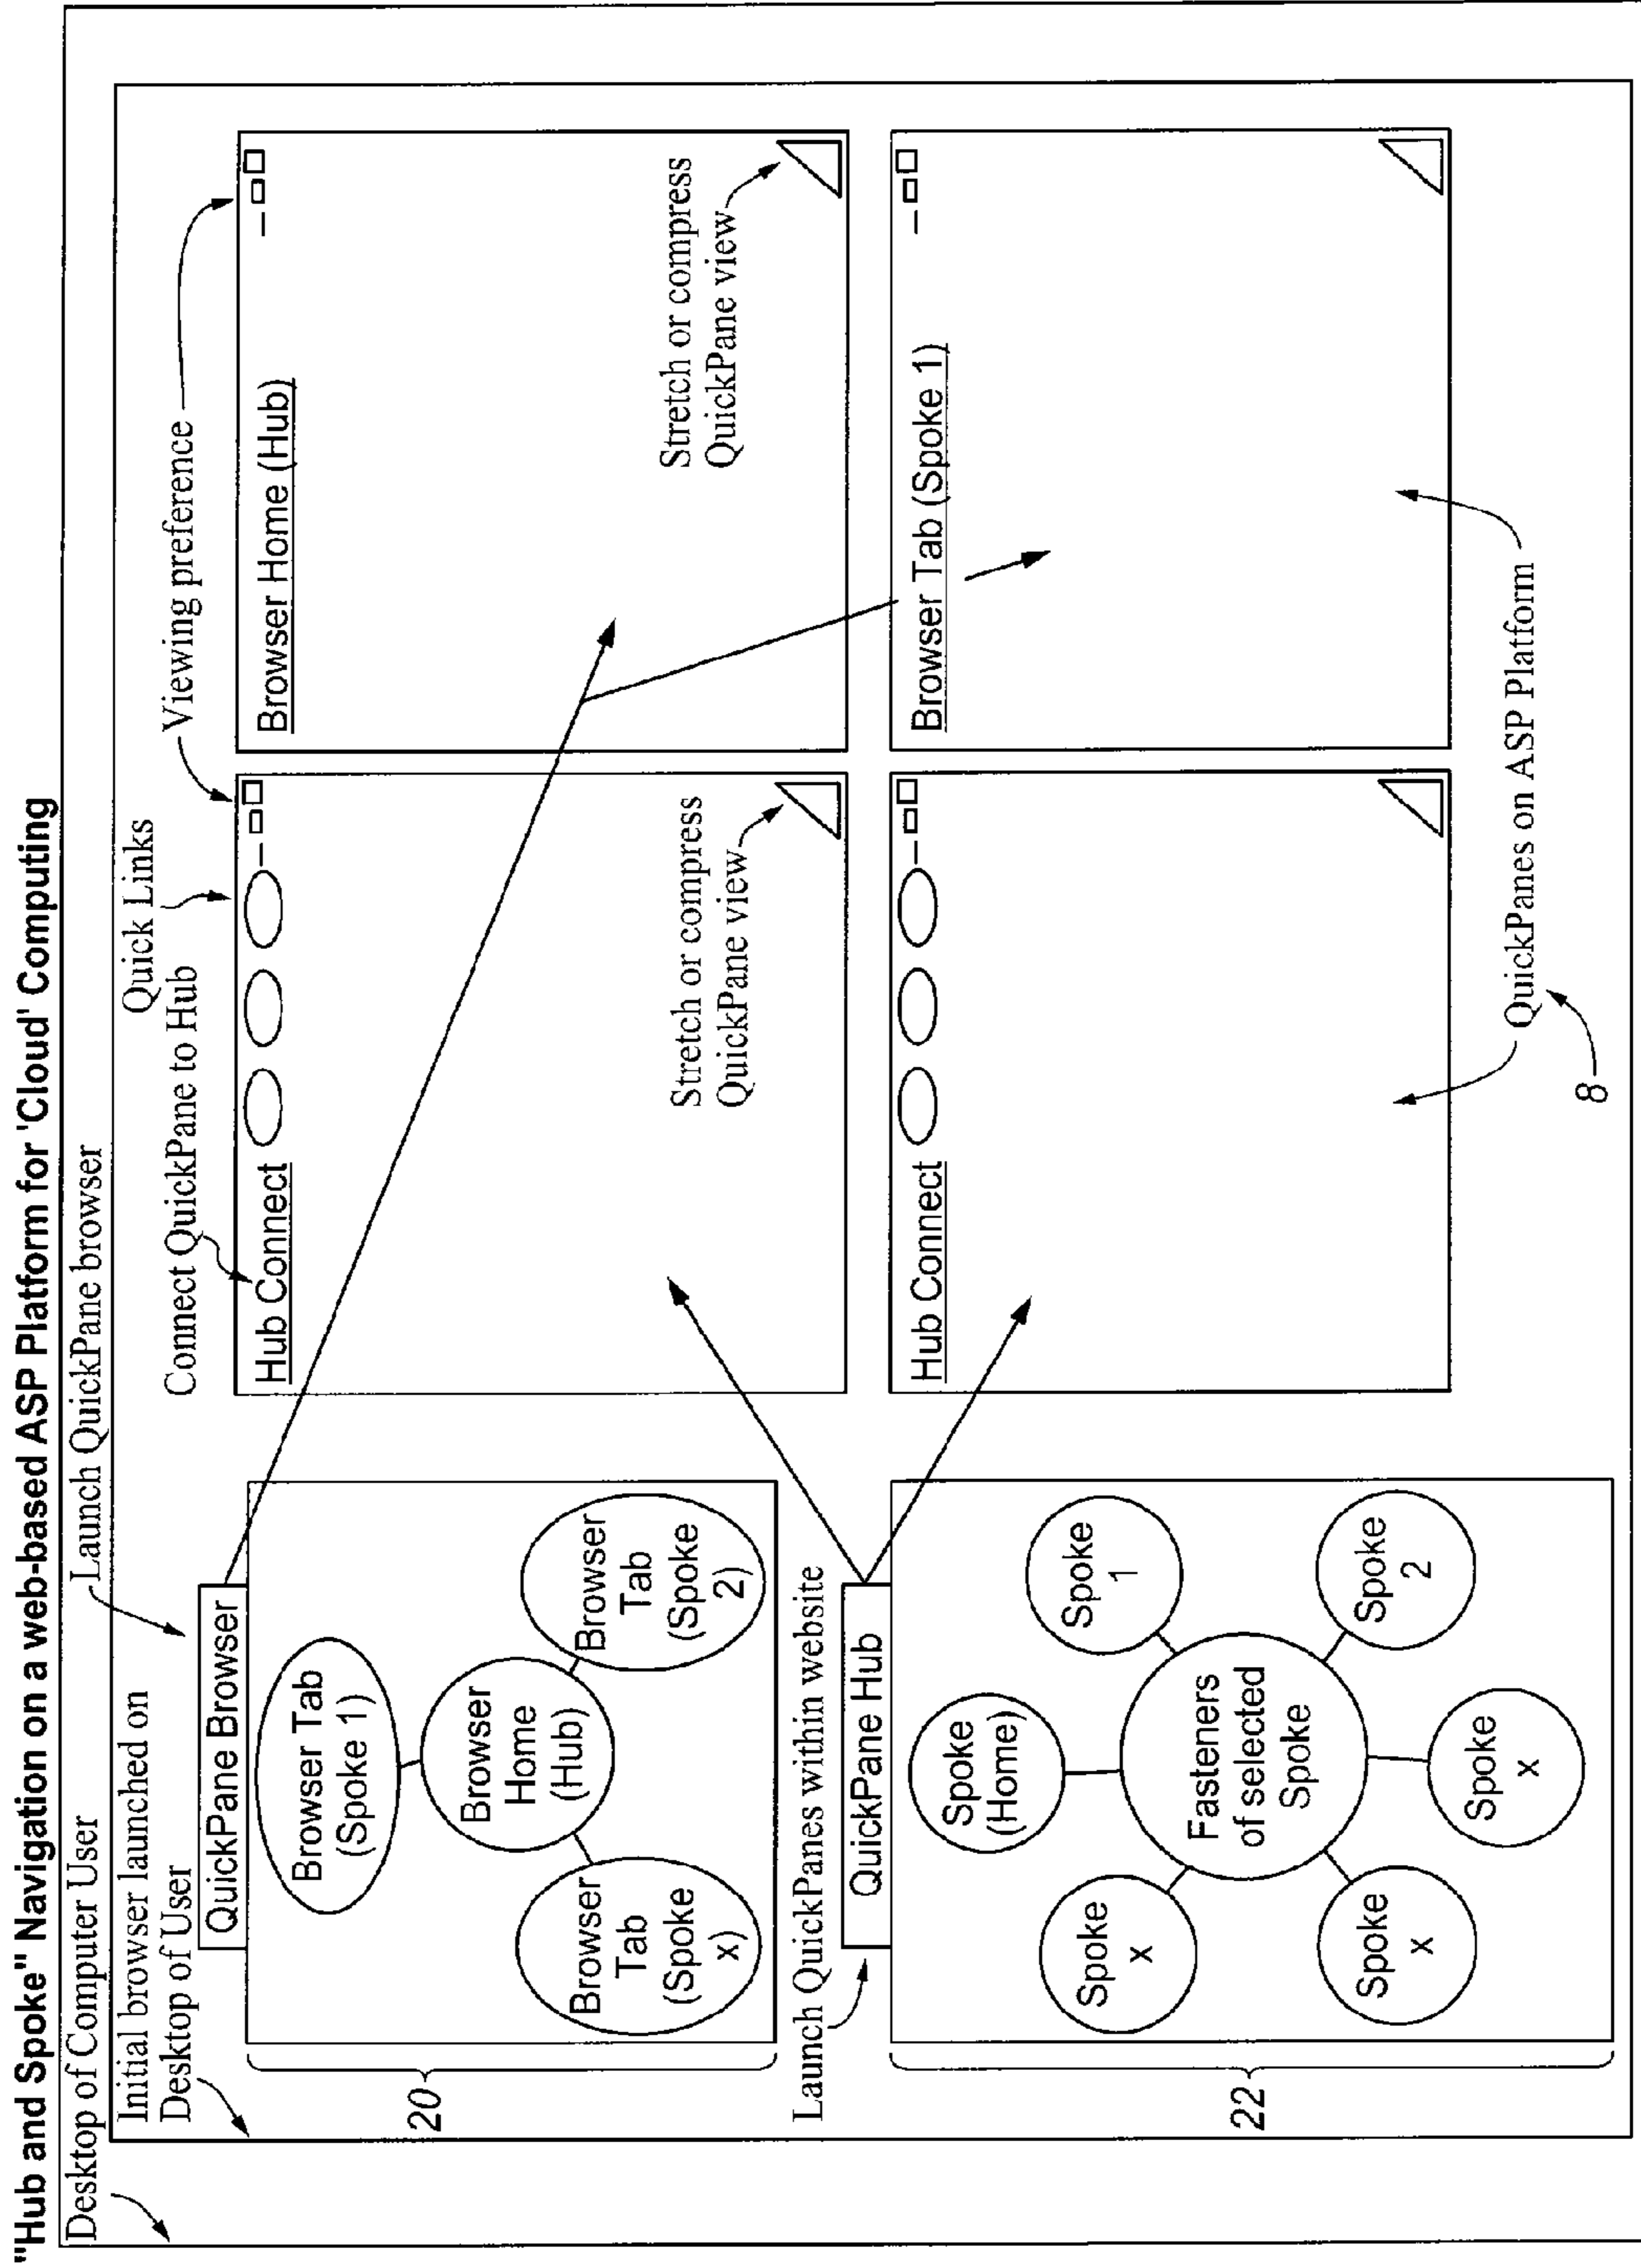 "Hub and Spoke" Navigation on a web-based ASP Platform for 'Cloud' Computing
Desktop of Computer User
Launch QuickPane browser
Initial browser launched on
Desktop of User
Quick Links
Connect QuickPane to Hub
Viewing preference
QuickPane Browser
Browser Tab
(Spoke 1)
Browser
Home
(Hub)
Browser
Tab
(Spoke
x)
Browser
Tab
(Spoke
2)
20
Hub Connect
Stretch or compress
QuickPane view
Browser Home (Hub)
Stretch or compress
QuickPane view
Launch QuickPanes within website
QuickPane Hub
Spoke
(Home)
Spoke
x
Spoke
1
Fasteners
of selected
Spoke
Spoke
x
Spoke
2
Spoke
x
22
Hub Connect
Browser Tab (Spoke 1)
QuickPanes on ASP Platform
8